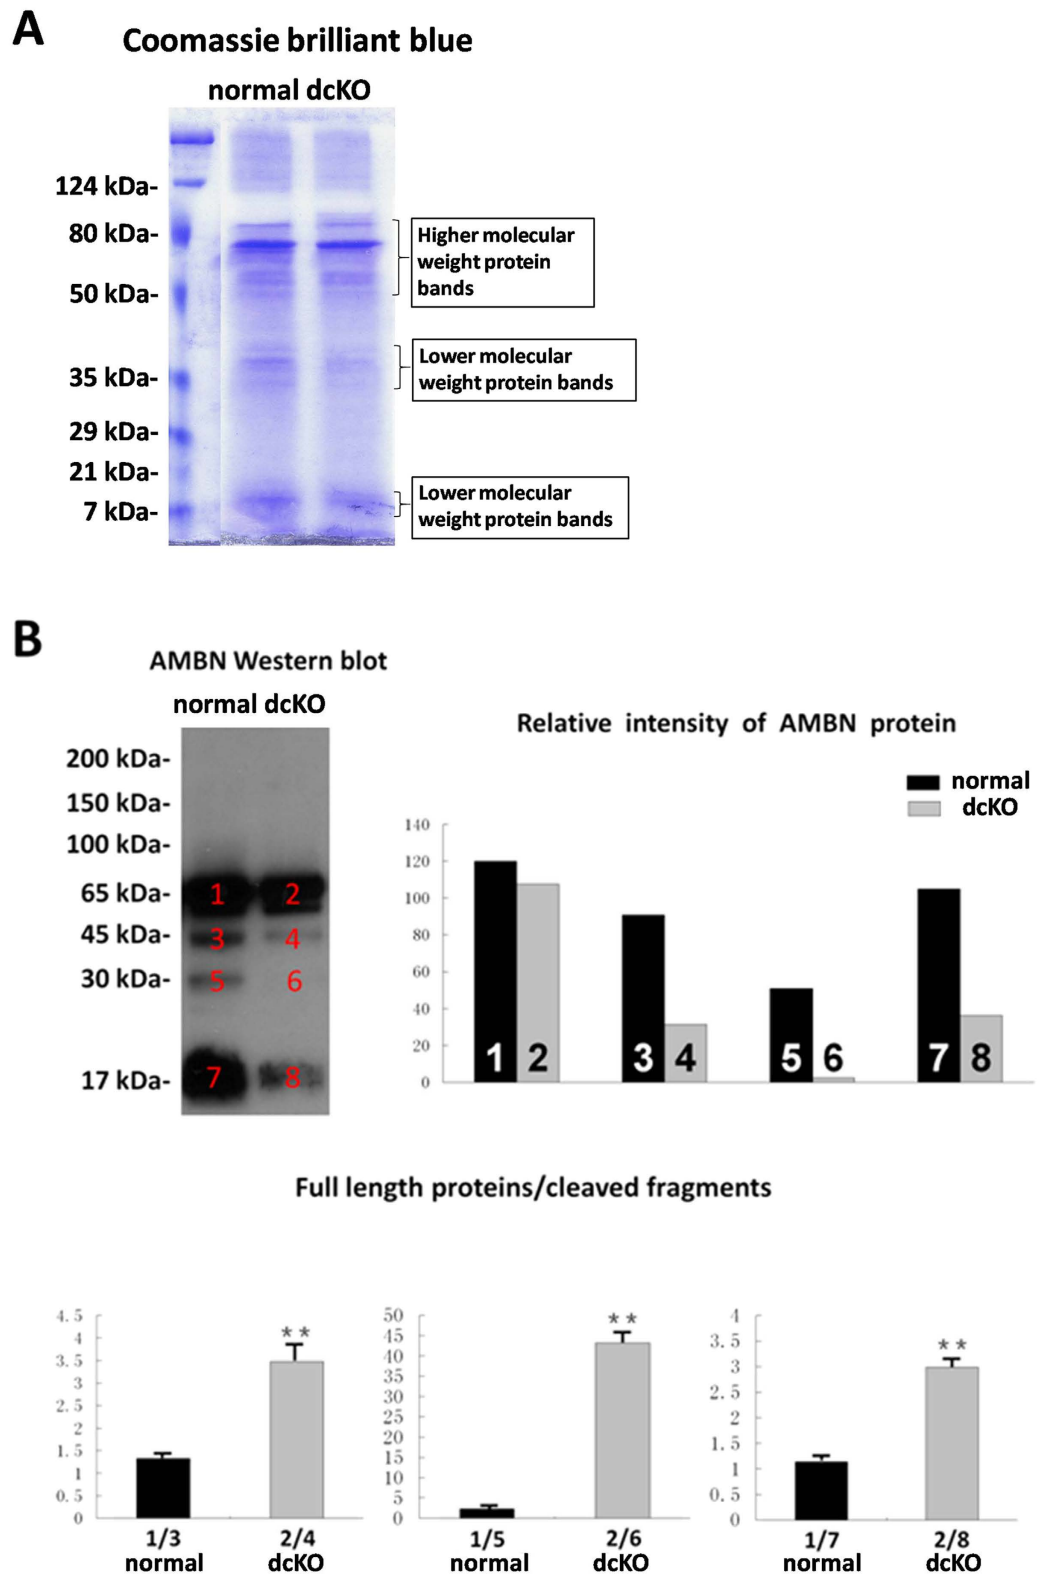 A
Coomassie brilliant blue
normal dcKO
124 kDa-
80 kDa-
50 kDa-
35 kDa-
29 kDa-
21 kDa-
7 kDa-
Higher molecular
weight protein
bands
Lower molecular
weight protein bands
Lower molecular
weight protein bands
B
AMBN Western blot
normal dcKO
200 kDa-
150 kDa-
100 kDa-
65 kDa-
45 kDa-
30 kDa-
17 kDa-
1 2
3 4
5 6
7 8
Relative intensity of AMBN protein
normal
dcKO
140
120
100
80
60
40
20
0
1 2 3 4 5 6 7 8
Full length proteins/cleaved fragments
4.5
4
3.5
3
2.5
2
1.5
1
0.5
0
**
1/3 2/4
normal dcKO
50
45
40
35
30
25
20
15
10
5
0
**
1/5 2/6
normal dcKO
4
3.5
3
2.5
2
1.5
1
0.5
0
**
1/7 2/8
normal dcKO